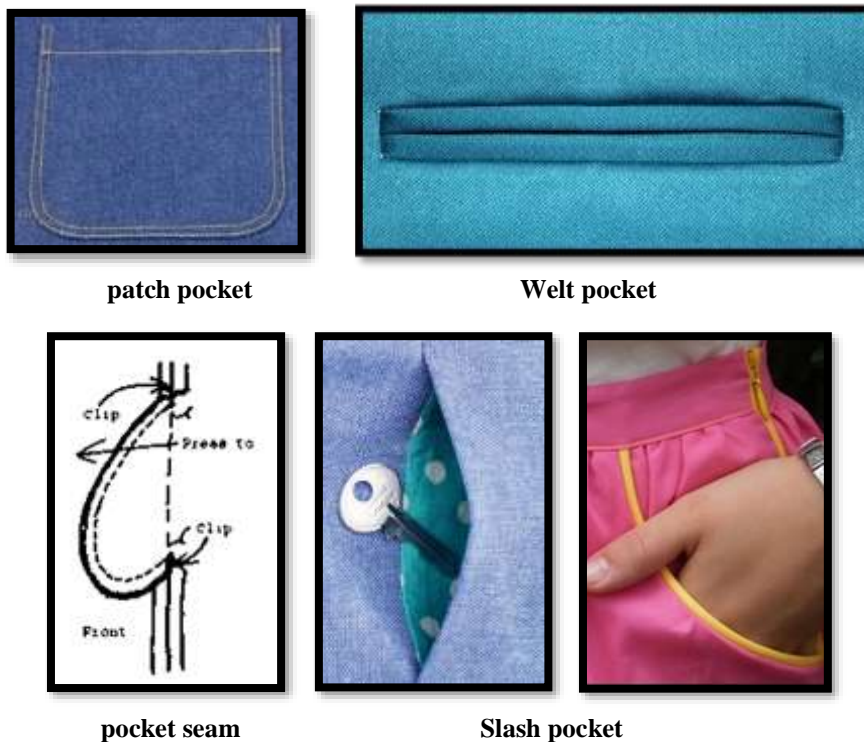 patch pocket
Welt pocket
Clip
Press to
Clip
Front
pocket seam
Slash pocket